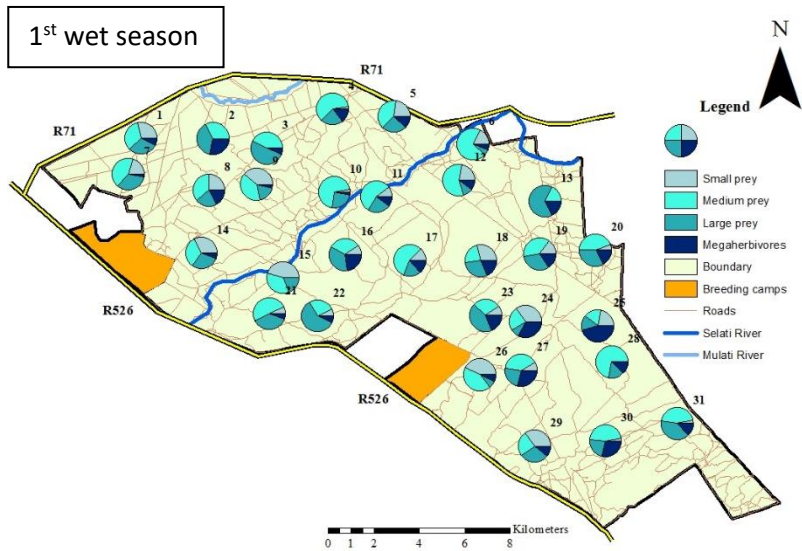 1st wet season
N
R71
R71
1
2
3
4
5
6
7
8
9
10
11
12
13
14
15
16
17
18
19
20
21
22
23
24
25
26
27
28
29
30
31
R526
R526
Legend
Small prey
Medium prey
Large prey
Megaherbivores
Boundary
Breeding camps
Roads
Selati River
Mulati River
Kilometers
0 1 2 4 6 8